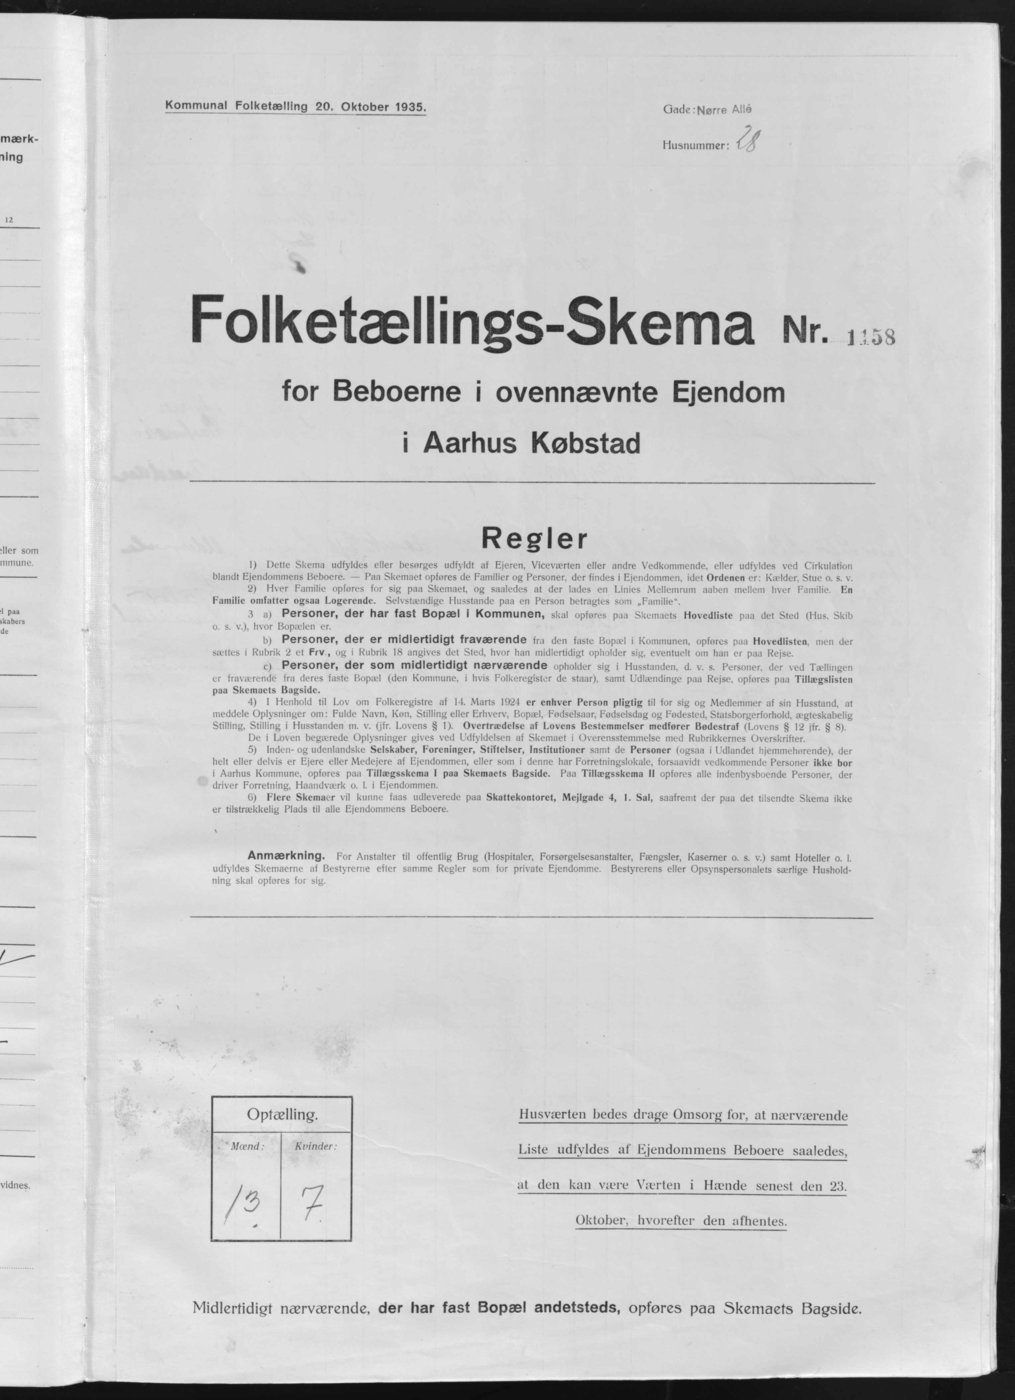 mærk-
ning
12
eller som
mmune.
l paa
skabers
de
vidnes.
Kommunal Folketælling 20. Oktober 1935.
Gade: Nørre Allé
Husnummer: 28
Folketællings-Skema Nr. 1158
for Beboerne i ovennævnte Ejendom
i Aarhus Købstad
Regler
1) Dette Skema udfyldes eller besørges udfyldt af Ejeren, Viceværten eller andre Vedkommende, eller udfyldes ved Cirkulation
blandt Ejendommens Beboere. — Paa Skemaet opføres de Familier og Personer, der findes i Ejendommen, idet Ordenen er: Kælder, Stue o. s. v.
2) Hver Familie opføres for sig paa Skemaet, og saaledes at der lades en Linies Mellemrum aaben mellem hver Familie. En
Familie omfatter ogsaa Logerende. Selvstændige Husstande paa en Person betragtes som „Familie“.
3 a) Personer, der har fast Bopæl i Kommunen, skal opføres paa Skemaets Hovedliste paa det Sted (Hus, Skib
o. s. v.), hvor Bopælen er.
b) Personer, der er midlertidigt fraværende fra den faste Bopæl i Kommunen, opføres paa Hovedlisten, men der
sættes i Rubrik 2 et Frv., og i Rubrik 18 angives det Sted, hvor han midlertidigt opholder sig, eventuelt om han er paa Rejse.
c) Personer, der som midlertidigt nærværende opholder sig i Husstanden, d. v. s. Personer, der ved Tællingen
er fraværende fra deres faste Bopæl (den Kommune, i hvis Folkeregister de staar), samt Udlændinge paa Rejse, opføres paa Tillægslisten
paa Skemaets Bagside.
4) I Henhold til Lov om Folkeregistre af 14. Marts 1924 er enhver Person pligtig til for sig og Medlemmer af sin Husstand, at
meddele Oplysninger om: Fulde Navn, Køn, Stilling eller Erhverv, Bopæl, Fødselsaar, Fødselsdag og Fødested, Statsborgerforhold, ægteskabelig
Stilling, Stilling i Husstanden m. v. (jfr. Lovens § 1). Overtrædelse af Lovens Bestemmelser medfører Bødestraf (Lovens § 12 jfr. § 8).
De i Loven begærede Oplysninger gives ved Udfyldelsen af Skemaet i Overensstemmelse med Rubrikkernes Overskrifter.
5) Inden- og udenlandske Selskaber, Foreninger, Stiftelser, Institutioner samt de Personer (ogsaa i Udlandet hjemmehørende), der
helt eller delvis er Ejere eller Medejere af Ejendommen, eller som i denne har Forretningslokale, forsaavidt vedkommende Personer ikke bor
i Aarhus Kommune, opføres paa Tillægsskema I paa Skemaets Bagside. Paa Tillægsskema II opføres alle indenbysboende Personer, der
driver Forretning, Haandværk o. l. i Ejendommen.
6) Flere Skemaer vil kunne faas udleverede paa Skattekontoret, Mejlgade 4, 1. Sal, saafremt der paa det tilsendte Skema ikke
er tilstrækkelig Plads til alle Ejendommens Beboere.
Anmærkning. For Anstalter til offentlig Brug (Hospitaler, Forsørgelsesanstalter, Fængsler, Kaserner o. s. v.) samt Hoteller o. l.
udfyldes Skemaerne af Bestyrerne efter samme Regler som for private Ejendomme. Bestyrerens eller Opsynspersonalets særlige Hushold-
ning skal opføres for sig.
Optælling.
Mænd: Kvinder:
13 7
Husværten bedes drage Omsorg for, at nærværende
Liste udfyldes af Ejendommens Beboere saaledes,
at den kan være Værten i Hænde senest den 23.
Oktober, hvorefter den afhentes.
Midlertidigt nærværende, der har fast Bopæl andetsteds, opføres paa Skemaets Bagside.